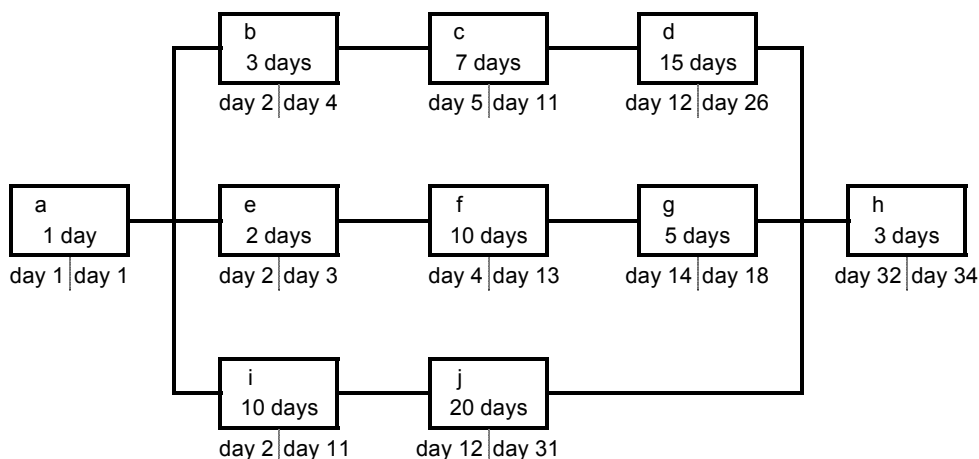 b
3 days
day 2 day 4
c
7 days
day 5 day 11
d
15 days
day 12 day 26
a
1 day
day 1 day 1
e
2 days
day 2 day 3
f
10 days
day 4 day 13
g
5 days
day 14 day 18
h
3 days
day 32 day 34
i
10 days
day 2 day 11
j
20 days
day 12 day 31